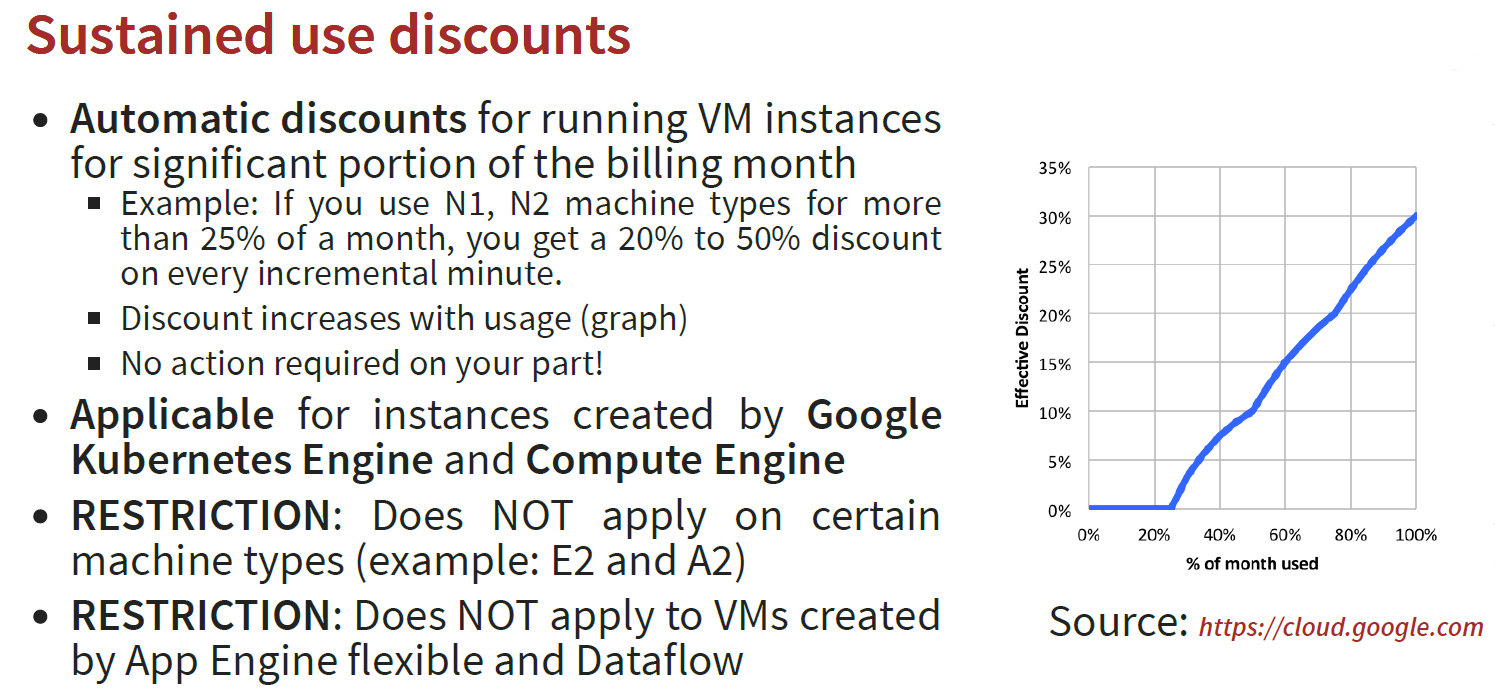 Sustained use discounts
• Automatic discounts for running VM instances
for significant portion of the billing month
▪ Example: If you use N1, N2 machine types for more
than 25% of a month, you get a 20% to 50% discount
on every incremental minute.
▪ Discount increases with usage (graph)
▪ No action required on your part!
• Applicable for instances created by Google
Kubernetes Engine and Compute Engine
• RESTRICTION: Does NOT apply on certain
machine types (example: E2 and A2)
• RESTRICTION: Does NOT apply to VMs created
by App Engine flexible and Dataflow
Effective Discount
35%
30%
25%
20%
15%
10%
5%
0%
0% 20% 40% 60% 80% 100%
% of month used
Source: https://cloud.google.com